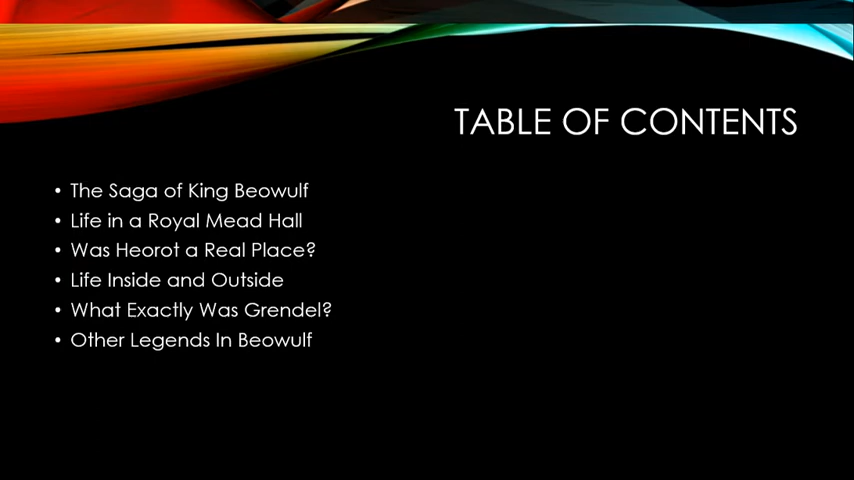 TABLE OF CONTENTS
• The Saga of King Beowulf
• Life in a Royal Mead Hall
• Was Heorot a Real Place?
• Life Inside and Outside
• What Exactly Was Grendel?
• Other Legends In Beowulf